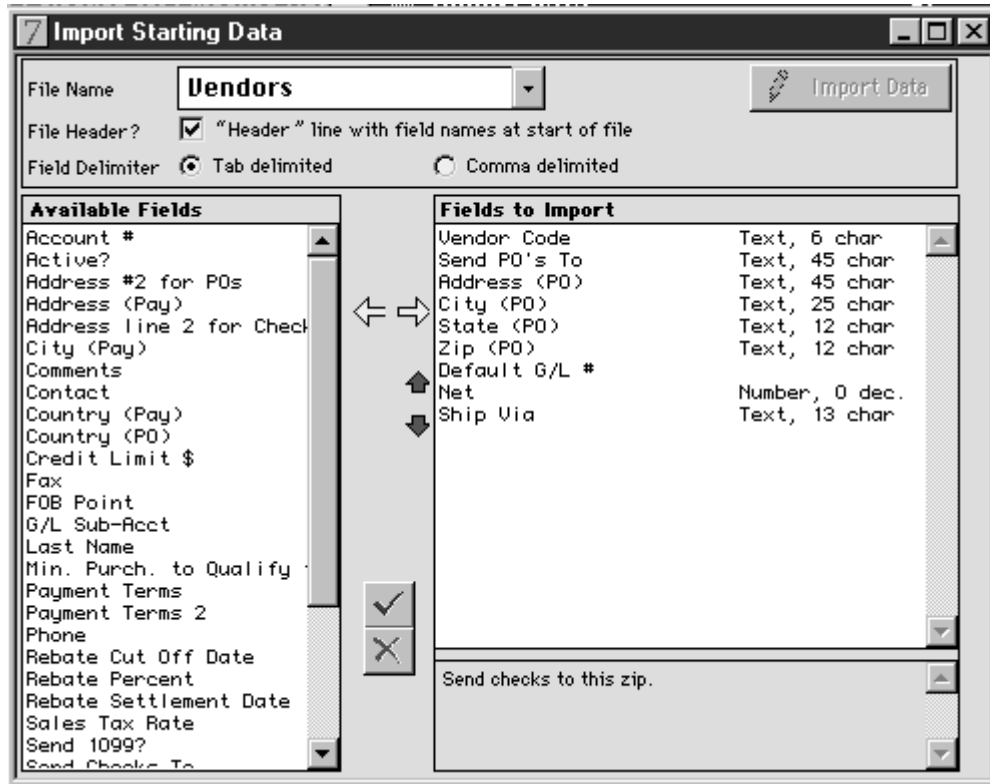 7 Import Starting Data
File Name Vendors Import Data
File Header? "Header" line with field names at start of file
Field Delimiter Tab delimited Comma delimited
Available Fields
Account #
Active?
Address #2 for POs
Address (Pay)
Address line 2 for Check
City (Pay)
Comments
Contact
Country (Pay)
Country (PO)
Credit Limit $
Fax
FOB Point
G/L Sub-Acct
Last Name
Min. Purch. to Qualify
Payment Terms
Payment Terms 2
Phone
Rebate Cut Off Date
Rebate Percent
Rebate Settlement Date
Sales Tax Rate
Send 1099?
Send Checks To
Fields to Import
Vendor Code Text, 6 char
Send PO's To Text, 45 char
Address (PO) Text, 45 char
City (PO) Text, 25 char
State (PO) Text, 12 char
Zip (PO) Text, 12 char
Default G/L #
Net Number, 0 dec.
Ship Via Text, 13 char
Send checks to this zip.